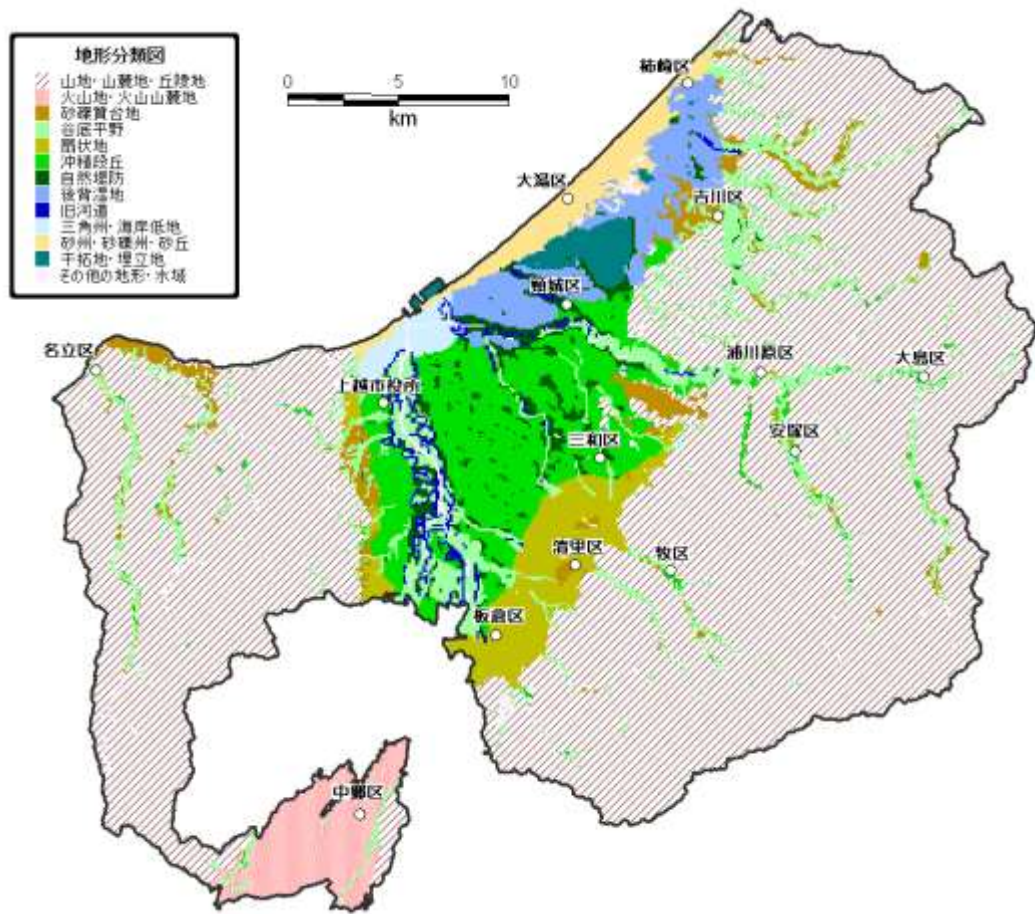 地形分類図
山地・山麓地・丘陵地
火山地・火山山麓地
砂礫質台地
谷底平野
扇状地
沖積段丘
自然堤防
後背湿地
旧河道
三角州・海岸低地
砂州・砂礫州・砂丘
干拓地・埋立地
その他の地形・水域
0 5 10
km
柿崎区
大潟区
吉川区
頸城区
名立区
浦川原区
大島区
上越市役所
安塚区
三和区
清里区
牧区
板倉区
中郷区